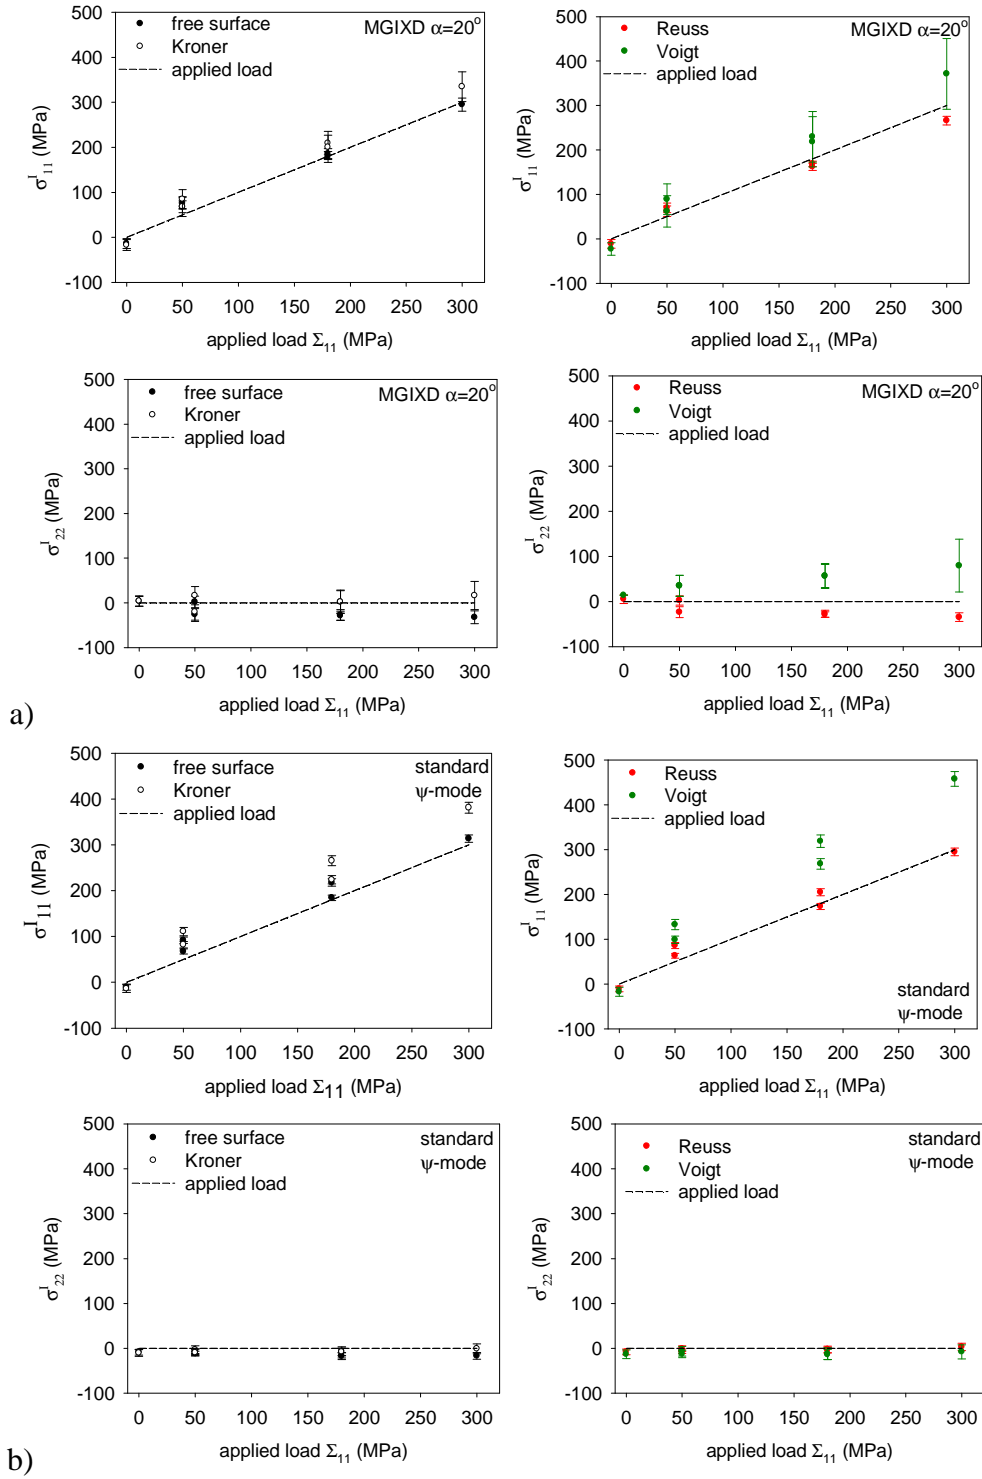 free surface
Kroner
applied load
MGIXD α=20°
500
400
300
200
100
0
-100
σᴵ₁₁ (MPa)
0 50 100 150 200 250 300
applied load Σ₁₁ (MPa)
Reuss
Voigt
applied load
MGIXD α=20°
500
400
300
200
100
0
-100
σᴵ₁₁ (MPa)
0 50 100 150 200 250 300
applied load Σ₁₁ (MPa)
free surface
Kroner
applied load
MGIXD α=20°
500
400
300
200
100
0
-100
σᴵ₂₂ (MPa)
0 50 100 150 200 250 300
applied load Σ₁₁ (MPa)
Reuss
Voigt
applied load
MGIXD α=20°
500
400
300
200
100
0
-100
σᴵ₂₂ (MPa)
0 50 100 150 200 250 300
applied load Σ₁₁ (MPa)
a)
free surface
Kroner
applied load
standard
ψ-mode
500
400
300
200
100
0
-100
σᴵ₁₁ (MPa)
0 50 100 150 200 250 300
applied load Σ₁₁ (MPa)
Reuss
Voigt
applied load
500
400
300
200
100
0
-100
σᴵ₁₁ (MPa)
standard
ψ-mode
0 50 100 150 200 250 300
applied load Σ₁₁ (MPa)
free surface
Kroner
applied load
standard
ψ-mode
500
400
300
200
100
0
-100
σᴵ₂₂ (MPa)
0 50 100 150 200 250 300
applied load Σ₁₁ (MPa)
Reuss
Voigt
applied load
standard
ψ-mode
500
400
300
200
100
0
-100
σᴵ₂₂ (MPa)
0 50 100 150 200 250 300
applied load Σ₁₁ (MPa)
b)